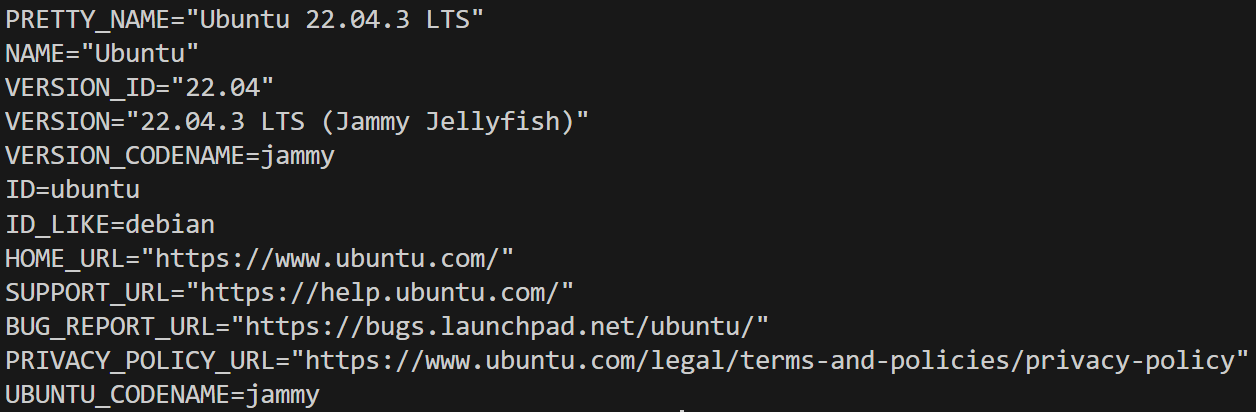 PRETTY_NAME="Ubuntu 22.04.3 LTS"
NAME="Ubuntu"
VERSION_ID="22.04"
VERSION="22.04.3 LTS (Jammy Jellyfish)"
VERSION_CODENAME=jammy
ID=ubuntu
ID_LIKE=debian
HOME_URL="https://www.ubuntu.com/"
SUPPORT_URL="https://help.ubuntu.com/"
BUG_REPORT_URL="https://bugs.launchpad.net/ubuntu/"
PRIVACY_POLICY_URL="https://www.ubuntu.com/legal/terms-and-policies/privacy-policy"
UBUNTU_CODENAME=jammy